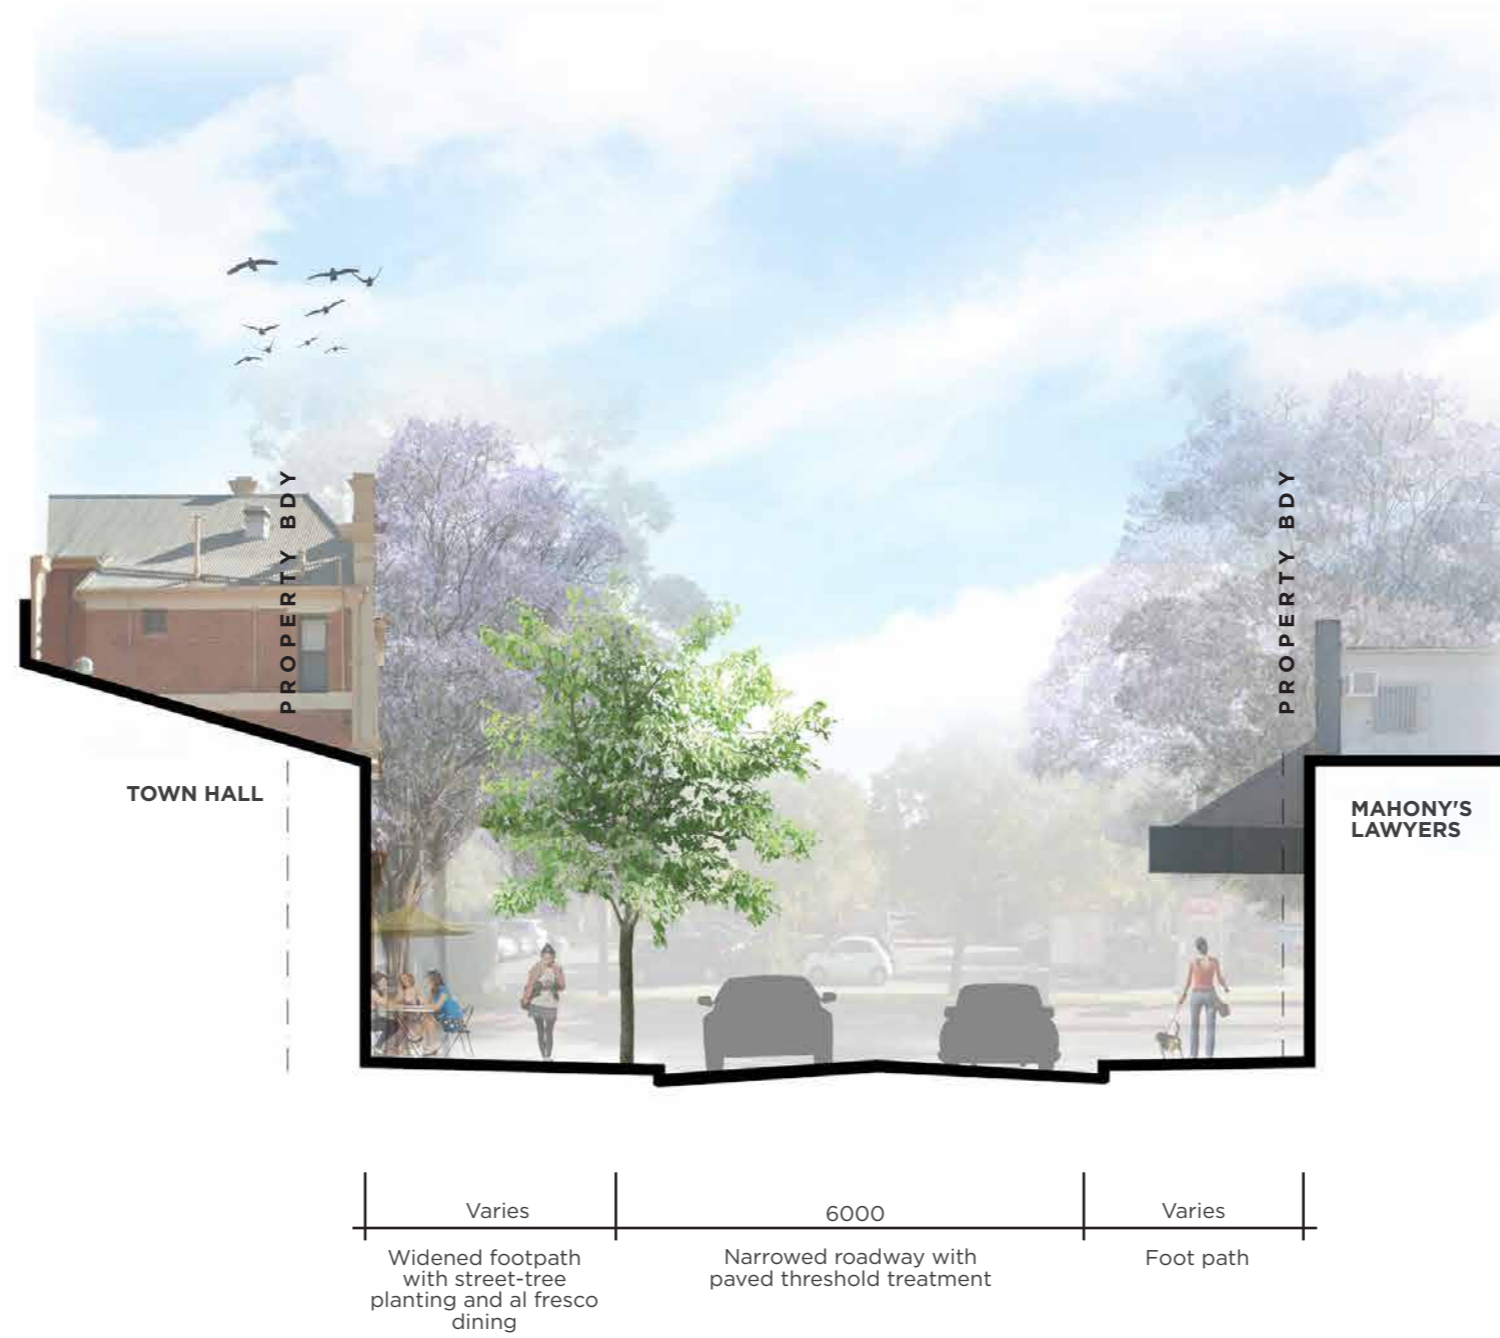 PROPERTY BDY
PROPERTY BDY
TOWN HALL
MAHONY'S
LAWYERS
Varies
6000
Varies
Widened footpath
with street-tree
planting and al fresco
dining
Narrowed roadway with
paved threshold treatment
Foot path